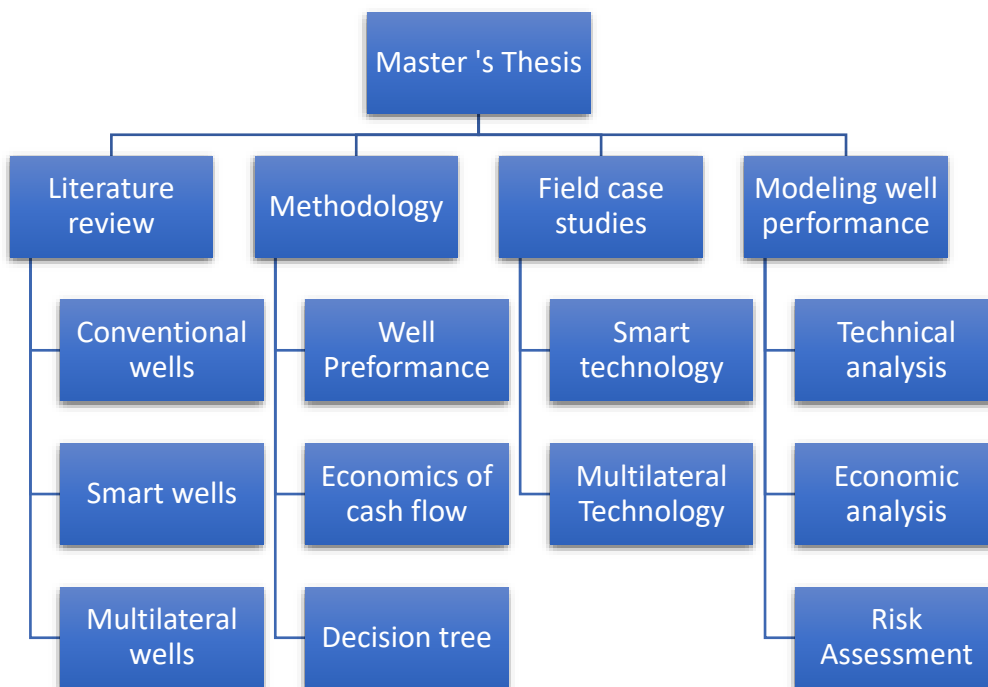 Master 's Thesis
Literature
review
Conventional
wells
Smart wells
Multilateral
wells
Methodology
Well
Preformance
Economics of
cash flow
Decision tree
Field case
studies
Smart
technology
Multilateral
Technology
Modeling well
performance
Technical
analysis
Economic
analysis
Risk
Assessment